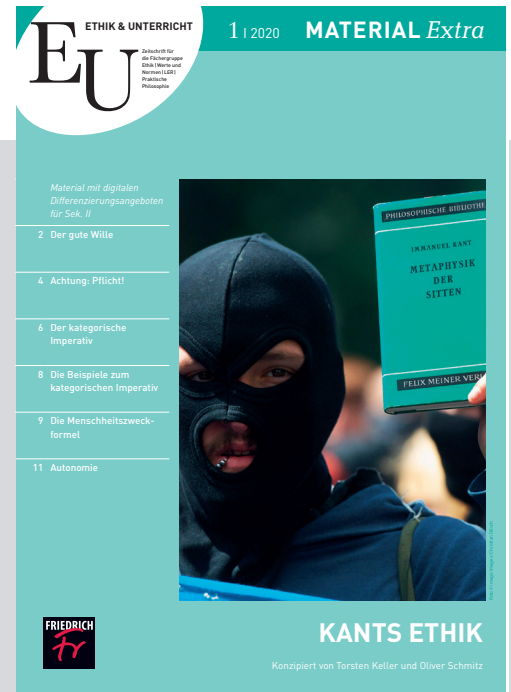 ETHIK & UNTERRICHT
EU
Zeitschrift für
die Fächergruppe
Ethik | Werte und
Normen | LER |
Praktische
Philosophie
1 | 2020 MATERIAL Extra
Material mit digitalen
Differenzierungsangeboten
für Sek. II
2 Der gute Wille
4 Achtung: Pflicht!
6 Der kategorische
Imperativ
8 Die Beispiele zum
kategorischen Imperativ
9 Die Menschheitszweck-
formel
11 Autonomie
PHILOSOPHISCHE BIBLIOTHE
IMMANUEL KANT
METAPHYSIK
DER
SITTEN
FELIX MEINER VERL
FRIEDRICH
Fr
KANTS ETHIK
Konzipiert von Torsten Keller und Oliver Schmitz